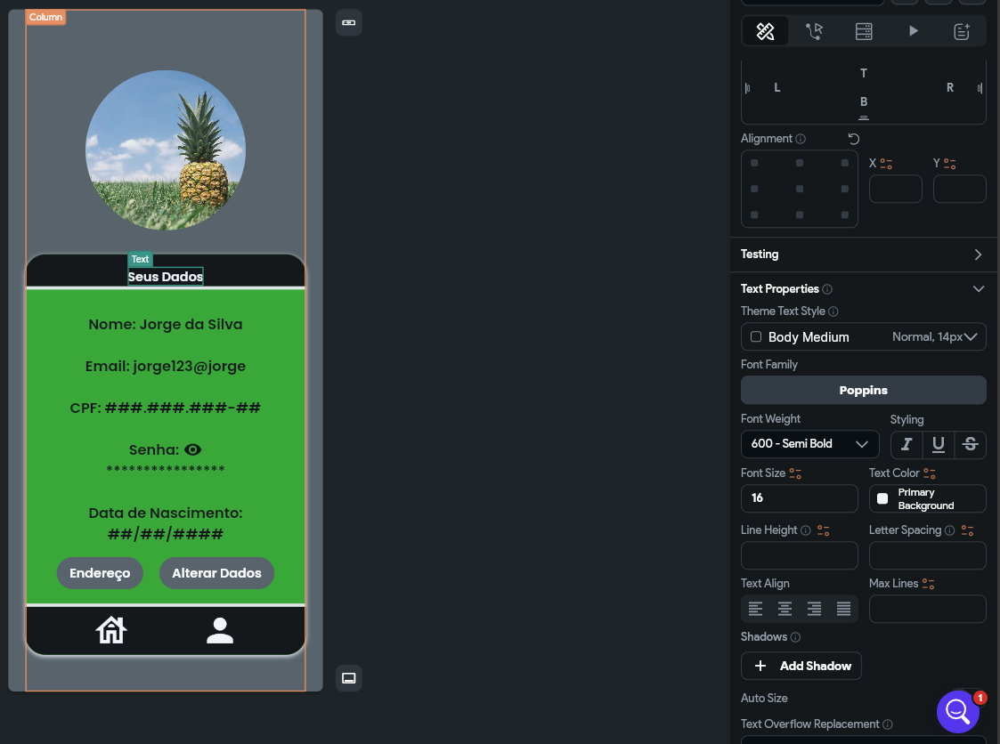 Column
Text
Seus Dados
Nome: Jorge da Silva
Email: jorge123@jorge
CPF: ###.###.###-##
Senha:
****************
Data de Nascimento:
##/##/####
Endereço Alterar Dados
T
L R
B
Alignment
X Y
Testing
Text Properties
Theme Text Style
Body Medium Normal, 14px
Font Family
Poppins
Font Weight Styling
600 - Semi Bold I U S
Font Size Text Color
16 Primary
Background
Line Height Letter Spacing
Text Align Max Lines
Shadows
+ Add Shadow
Auto Size
1
Text Overflow Replacement